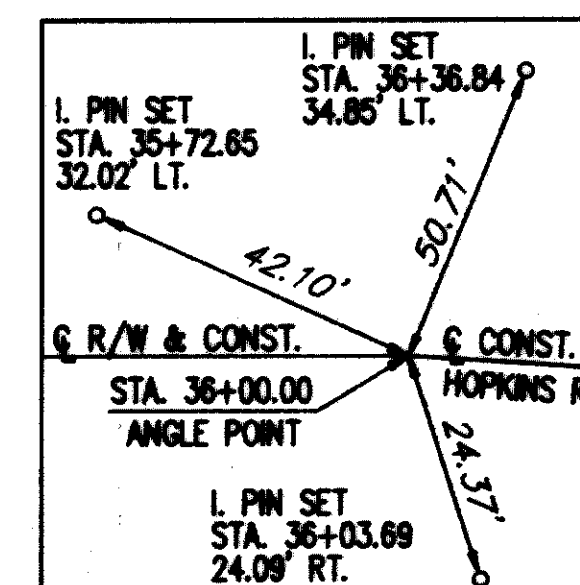 I. PIN SET
STA. 36+36.84
34.85' LT.
I. PIN SET
STA. 35+72.65
32.02' LT.
50.71'
42.10'
℄ R/W & CONST.
℄ CONST.
HOPKINS R
STA. 36+00.00
ANGLE POINT
24.37'
I. PIN SET
STA. 36+03.69
24.09' RT.